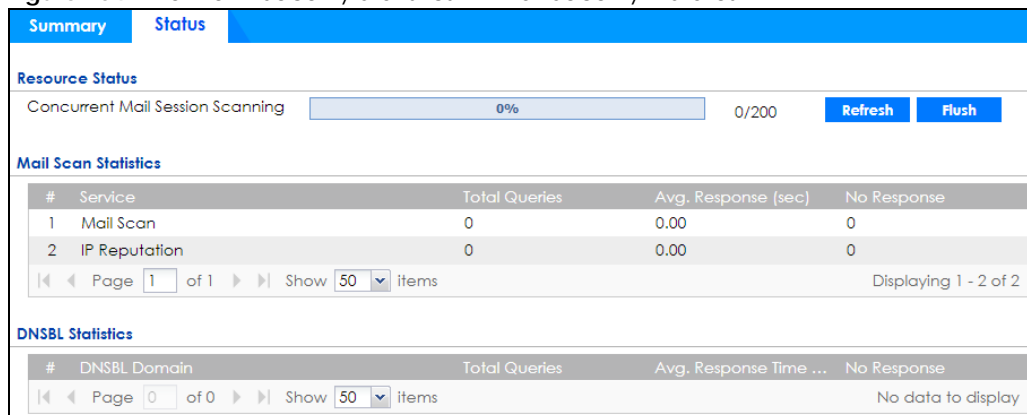 Summary Status
Resource Status
Concurrent Mail Session Scanning 0% 0/200 Refresh Flush
Mail Scan Statistics
# Service Total Queries Avg. Response (sec) No Response
1 Mail Scan 0 0.00 0
2 IP Reputation 0 0.00 0
Page 1 of 1 Show 50 items Displaying 1 - 2 of 2
DNSBL Statistics
# DNSBL Domain Total Queries Avg. Response Time ... No Response
Page 0 of 0 Show 50 items No data to display